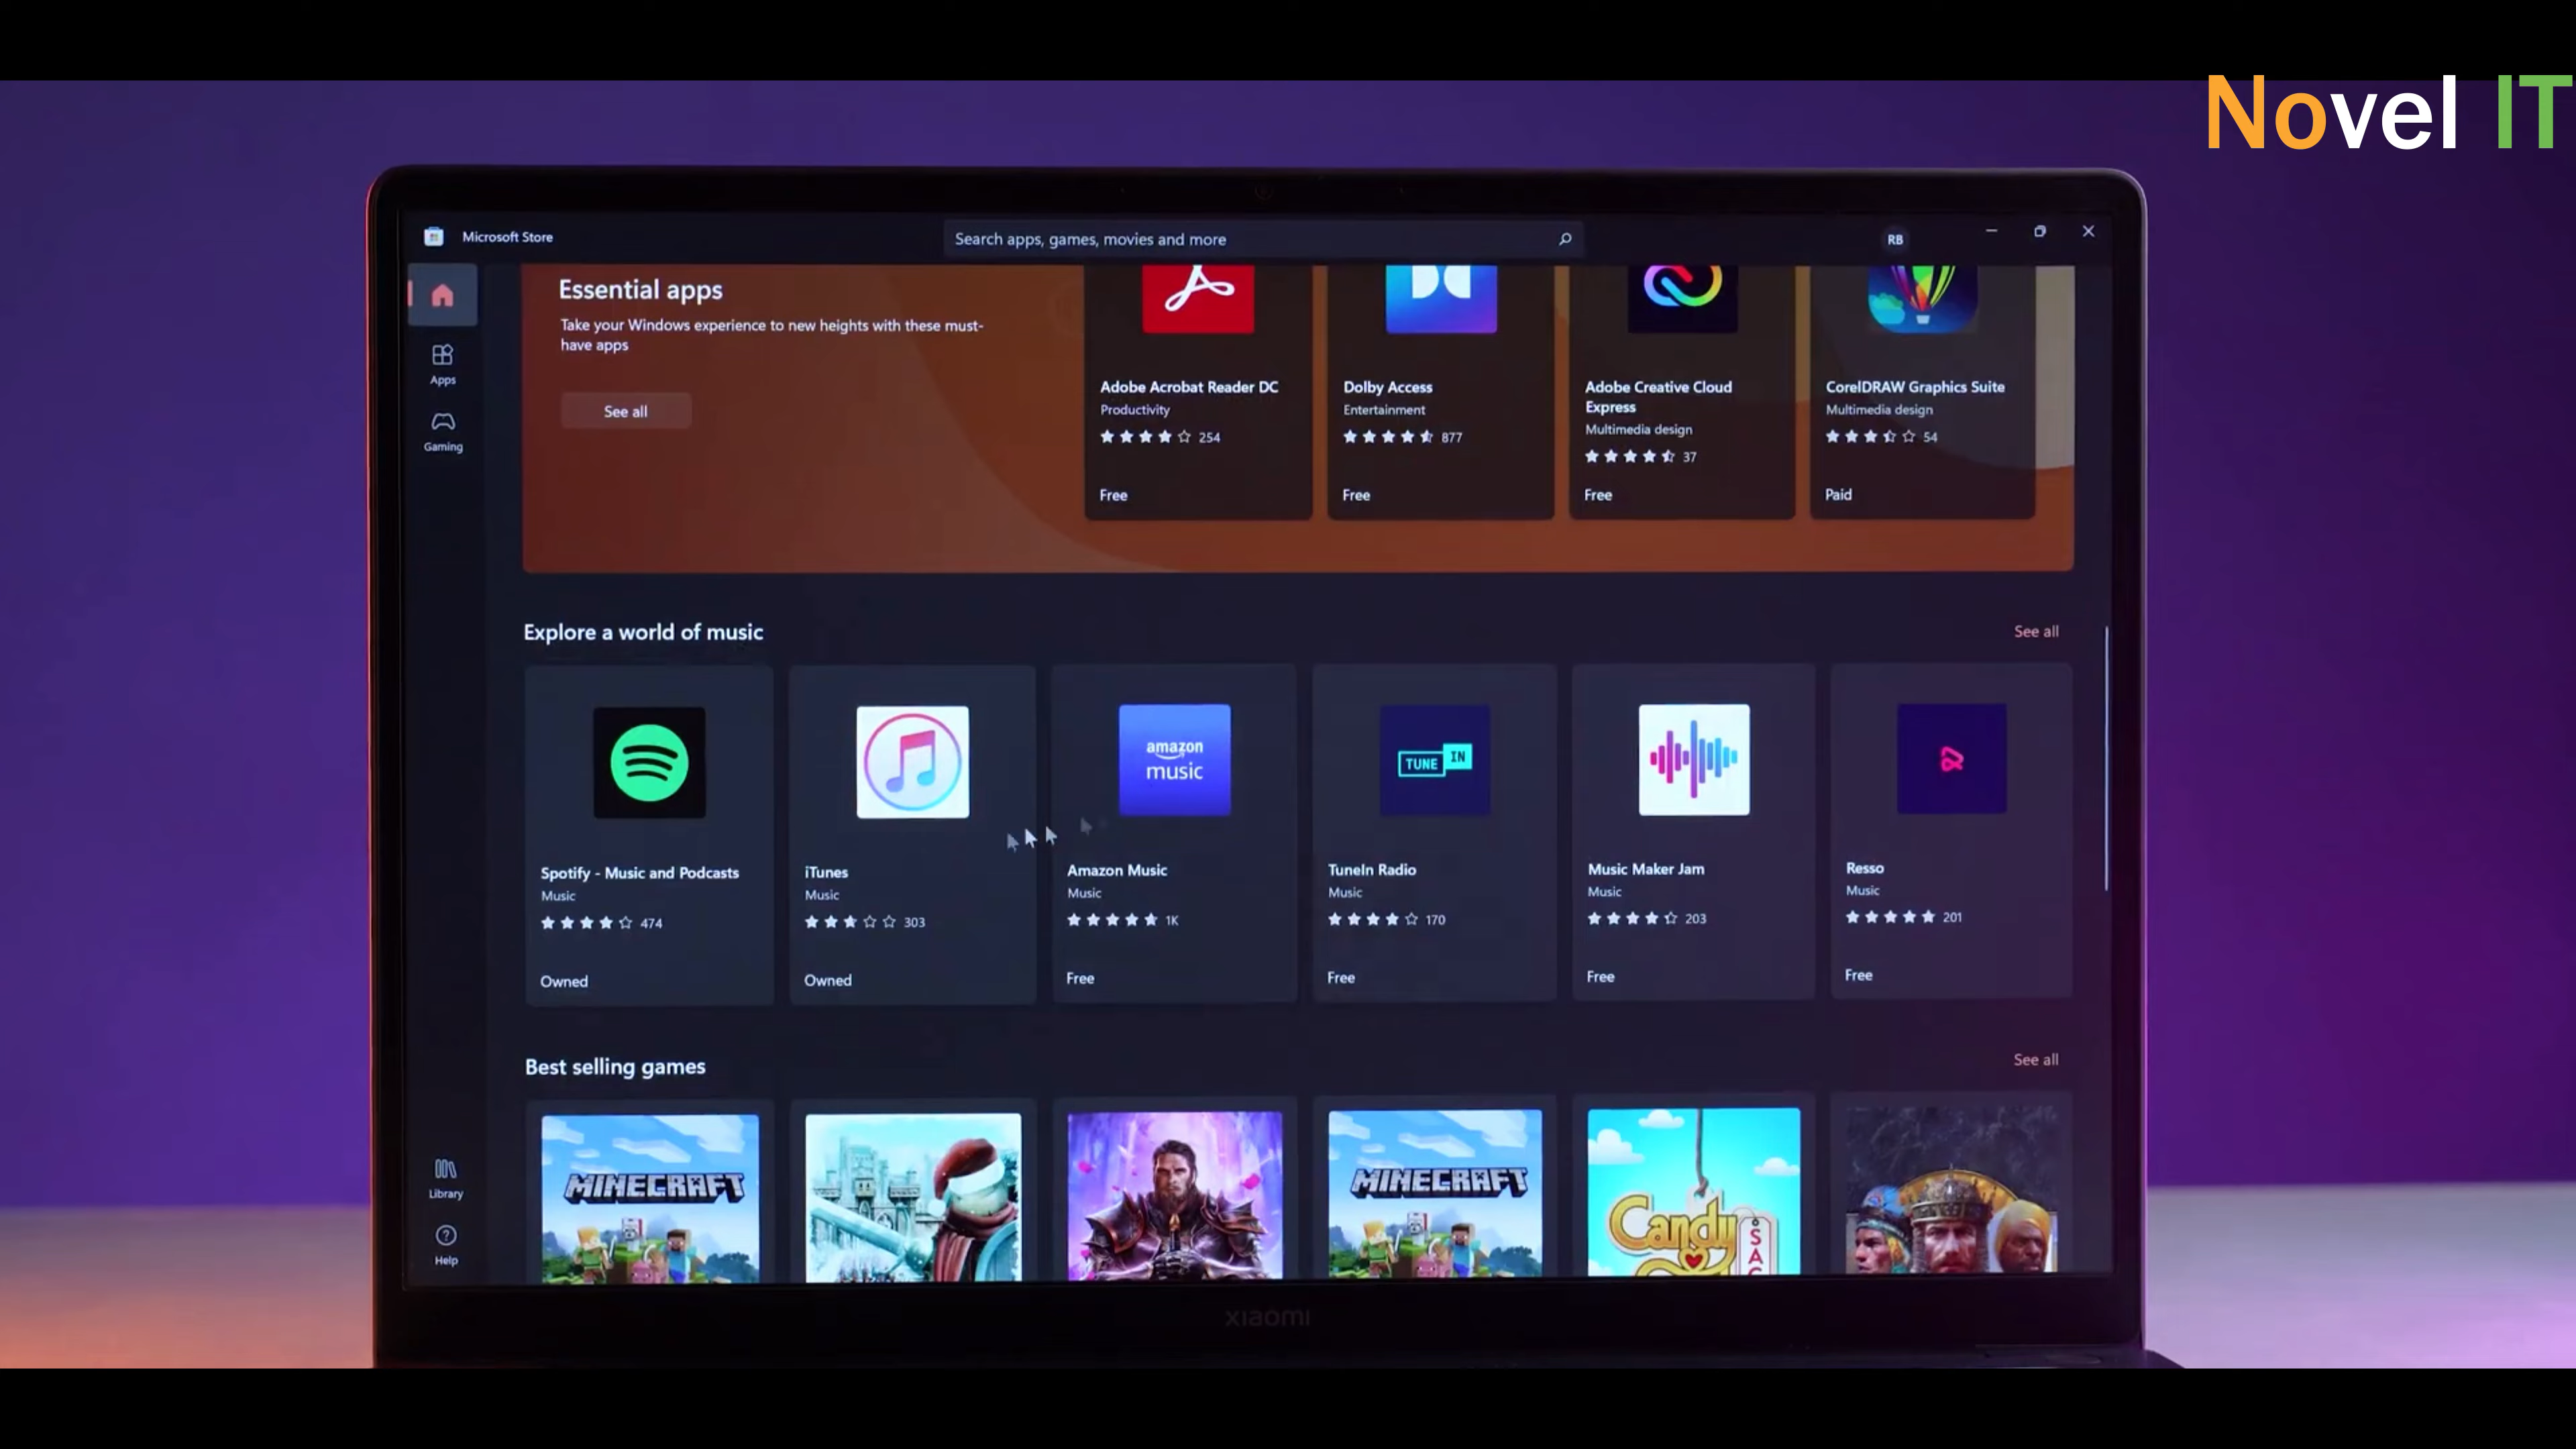 Novel IT
Microsoft Store
Search apps, games, movies and more
RB
Essential apps
Take your Windows experience to new heights with these must-
have apps
See all
Adobe Acrobat Reader DC
Productivity
254
Free
Dolby Access
Entertainment
877
Free
Adobe Creative Cloud
Express
Multimedia design
37
Free
CorelDRAW Graphics Suite
Multimedia design
54
Paid
Apps
Gaming
Explore a world of music
See all
amazon
music
TUNE IN
Spotify - Music and Podcasts
Music
474
Owned
iTunes
Music
303
Owned
Amazon Music
Music
1K
Free
TuneIn Radio
Music
170
Free
Music Maker Jam
Music
203
Free
Resso
Music
201
Free
Best selling games
See all
MINECRAFT
MINECRAFT
Candy
Library
Help
xiaomi